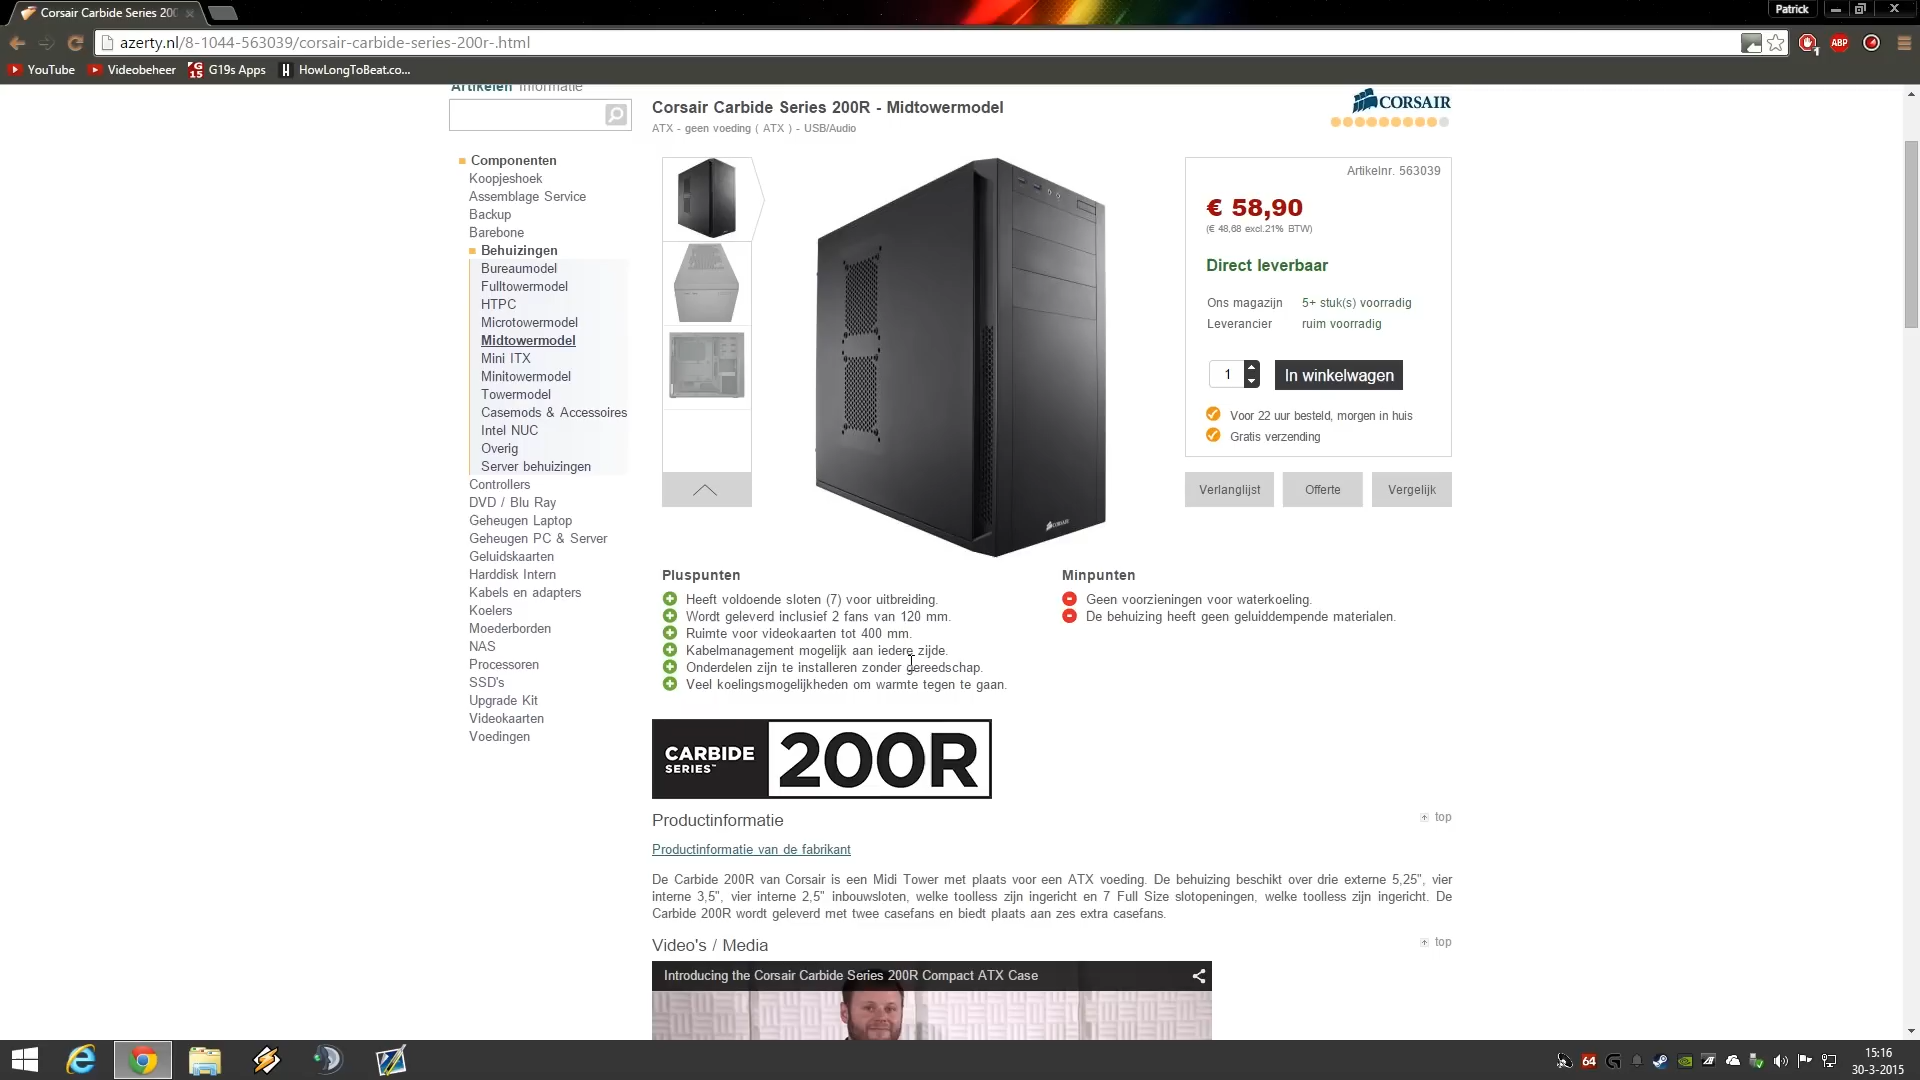 Corsair Carbide Series 200
Patrick
azerty.nl/8-1044-563039/corsair-carbide-series-200r-.html
1
ABP
YouTube
Videobeheer
G19s Apps
HowLongToBeat.co...
Artikelen Informatie
Corsair Carbide Series 200R - Midtowermodel
ATX - geen voeding ( ATX ) - USB/Audio
CORSAIR
Componenten
Koopjeshoek
Assemblage Service
Backup
Barebone
Behuizingen
Bureaumodel
Fulltowermodel
HTPC
Microtowermodel
Midtowermodel
Mini ITX
Minitowermodel
Towermodel
Casemods & Accessoires
Intel NUC
Overig
Server behuizingen
Controllers
DVD / Blu Ray
Geheugen Laptop
Geheugen PC & Server
Geluidskaarten
Harddisk Intern
Kabels en adapters
Koelers
Moederborden
NAS
Processoren
SSD's
Upgrade Kit
Videokaarten
Voedingen
CORSAIR
Artikelnr. 563039
€ 58,90
(€ 48,68 excl.21% BTW)
Direct leverbaar
Ons magazijn 5+ stuk(s) voorradig
Leverancier ruim voorradig
1
In winkelwagen
Voor 22 uur besteld, morgen in huis
Gratis verzending
Verlanglijst
Offerte
Vergelijk
Pluspunten
Heeft voldoende sloten (7) voor uitbreiding.
Wordt geleverd inclusief 2 fans van 120 mm.
Ruimte voor videokaarten tot 400 mm.
Kabelmanagement mogelijk aan iedere zijde.
Onderdelen zijn te installeren zonder gereedschap.
Veel koelingsmogelijkheden om warmte tegen te gaan.
Minpunten
Geen voorzieningen voor waterkoeling.
De behuizing heeft geen geluiddempende materialen.
CARBIDE
SERIES™
200R
Productinformatie
top
Productinformatie van de fabrikant
De Carbide 200R van Corsair is een Midi Tower met plaats voor een ATX voeding. De behuizing beschikt over drie externe 5,25", vier
interne 3,5", vier interne 2,5" inbouwsloten, welke toolless zijn ingericht en 7 Full Size slotopeningen, welke toolless zijn ingericht. De
Carbide 200R wordt geleverd met twee casefans en biedt plaats aan zes extra casefans.
Video's / Media
top
Introducing the Corsair Carbide Series 200R Compact ATX Case
64
15:16
30-3-2015